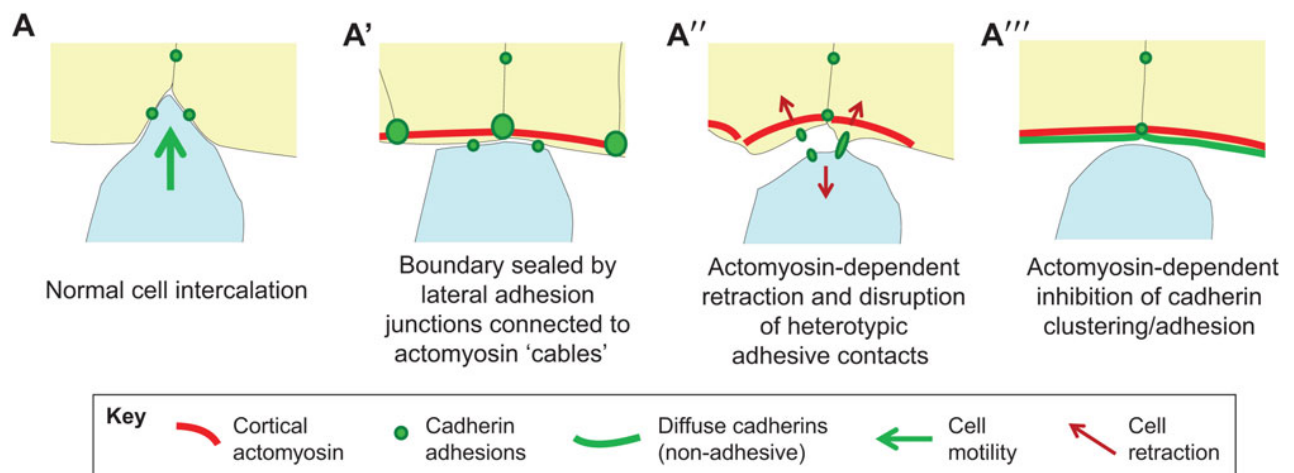 A
A'
A''
A'''
Normal cell intercalation
Boundary sealed by
lateral adhesion
junctions connected to
actomyosin ‘cables’
Actomyosin-dependent
retraction and disruption
of heterotypic
adhesive contacts
Actomyosin-dependent
inhibition of cadherin
clustering/adhesion
Key
Cortical
actomyosin
Cadherin
adhesions
Diffuse cadherins
(non-adhesive)
Cell
motility
Cell
retraction